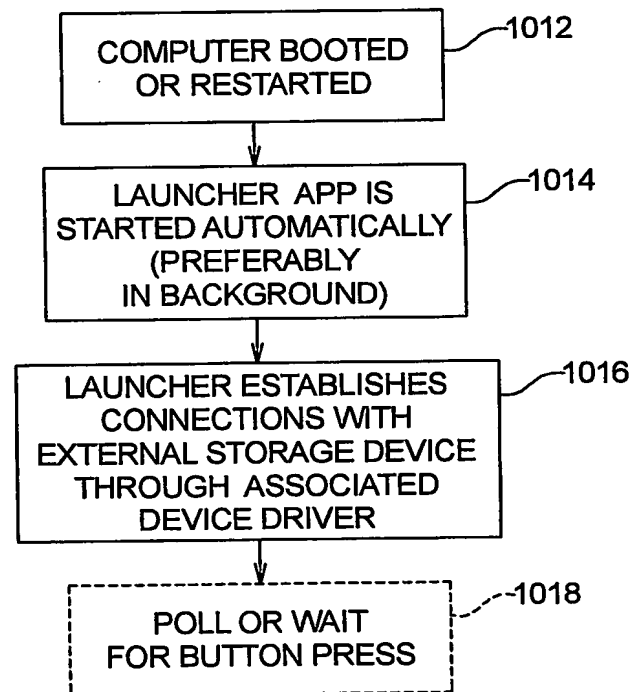 COMPUTER BOOTED
OR RESTARTED
1012
LAUNCHER APP IS
STARTED AUTOMATICALLY
(PREFERABLY
IN BACKGROUND)
1014
LAUNCHER ESTABLISHES
CONNECTIONS WITH
EXTERNAL STORAGE DEVICE
THROUGH ASSOCIATED
DEVICE DRIVER
1016
POLL OR WAIT
FOR BUTTON PRESS
1018